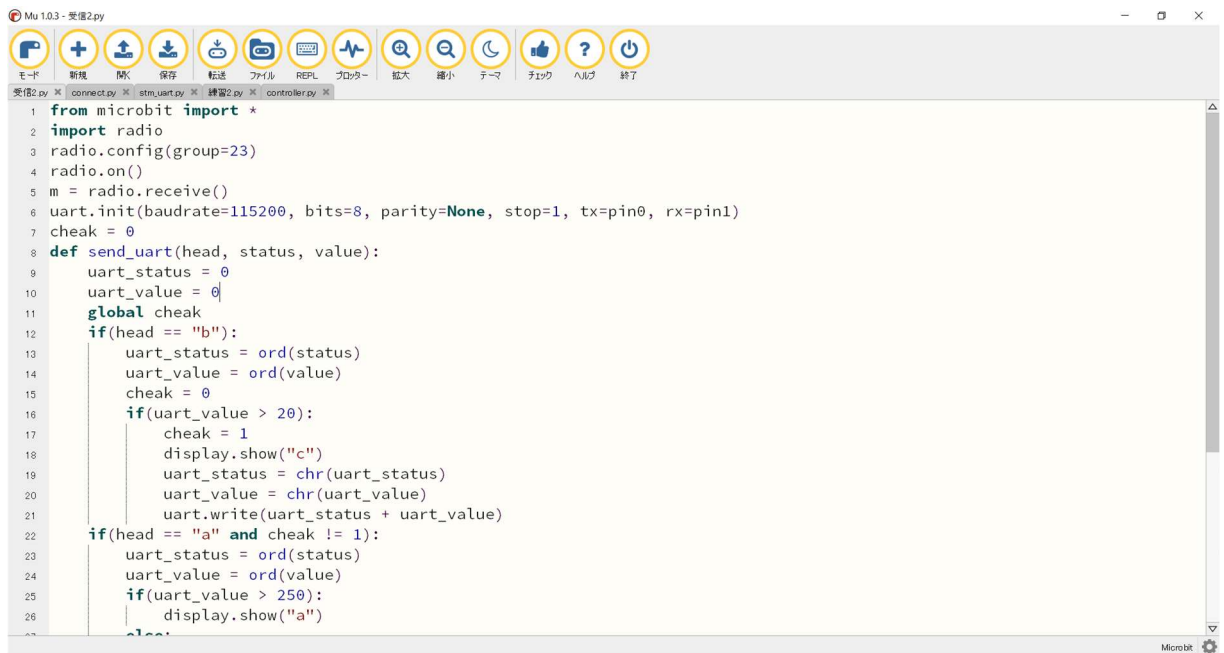 Mu 1.0.3 - 受信2.py
モード 新規 開く 保存 転送 ファイル REPL プロッター 拡大 縮小 テーマ チェック ヘルプ 終了
受信2.py connect.py stm_uart.py 練習2.py controller.py
1 from microbit import *
2 import radio
3 radio.config(group=23)
4 radio.on()
5 m = radio.receive()
6 uart.init(baudrate=115200, bits=8, parity=None, stop=1, tx=pin0, rx=pin1)
7 cheak = 0
8 def send_uart(head, status, value):
9     uart_status = 0
10     uart_value = 0
11     global cheak
12     if(head == "b"):
13         uart_status = ord(status)
14         uart_value = ord(value)
15         cheak = 0
16         if(uart_value > 20):
17             cheak = 1
18             display.show("c")
19             uart_status = chr(uart_status)
20             uart_value = chr(uart_value)
21             uart.write(uart_status + uart_value)
22     if(head == "a" and cheak != 1):
23         uart_status = ord(status)
24         uart_value = ord(value)
25         if(uart_value > 250):
26             display.show("a")
27         else:
Microbit